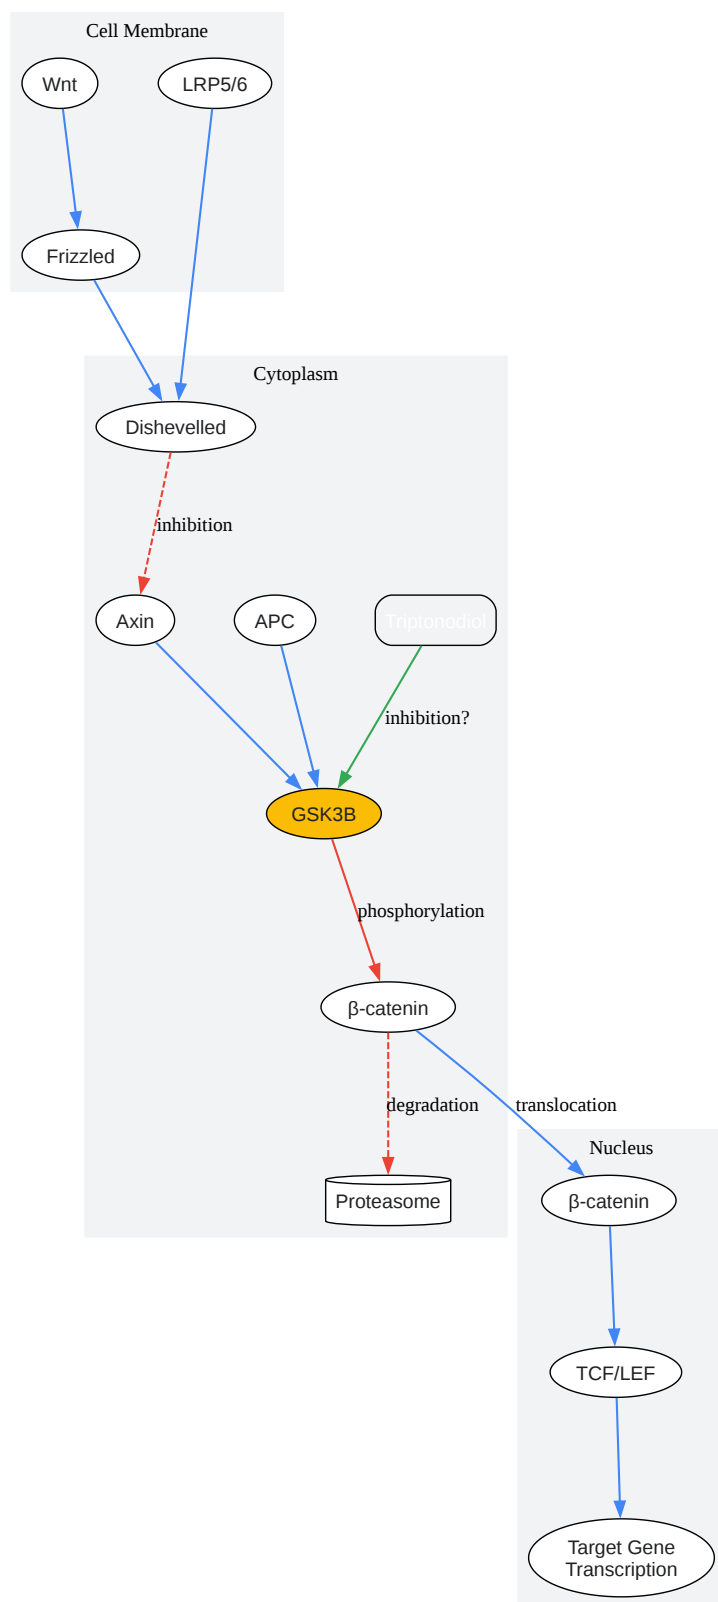 Cell Membrane
Wnt
LRP5/6
Frizzled
Cytoplasm
Dishevelled
inhibition
Axin
APC
Triptonodiol
inhibition?
GSK3B
phosphorylation
β-catenin
degradation
translocation
Nucleus
Proteasome
β-catenin
TCF/LEF
Target Gene
Transcription